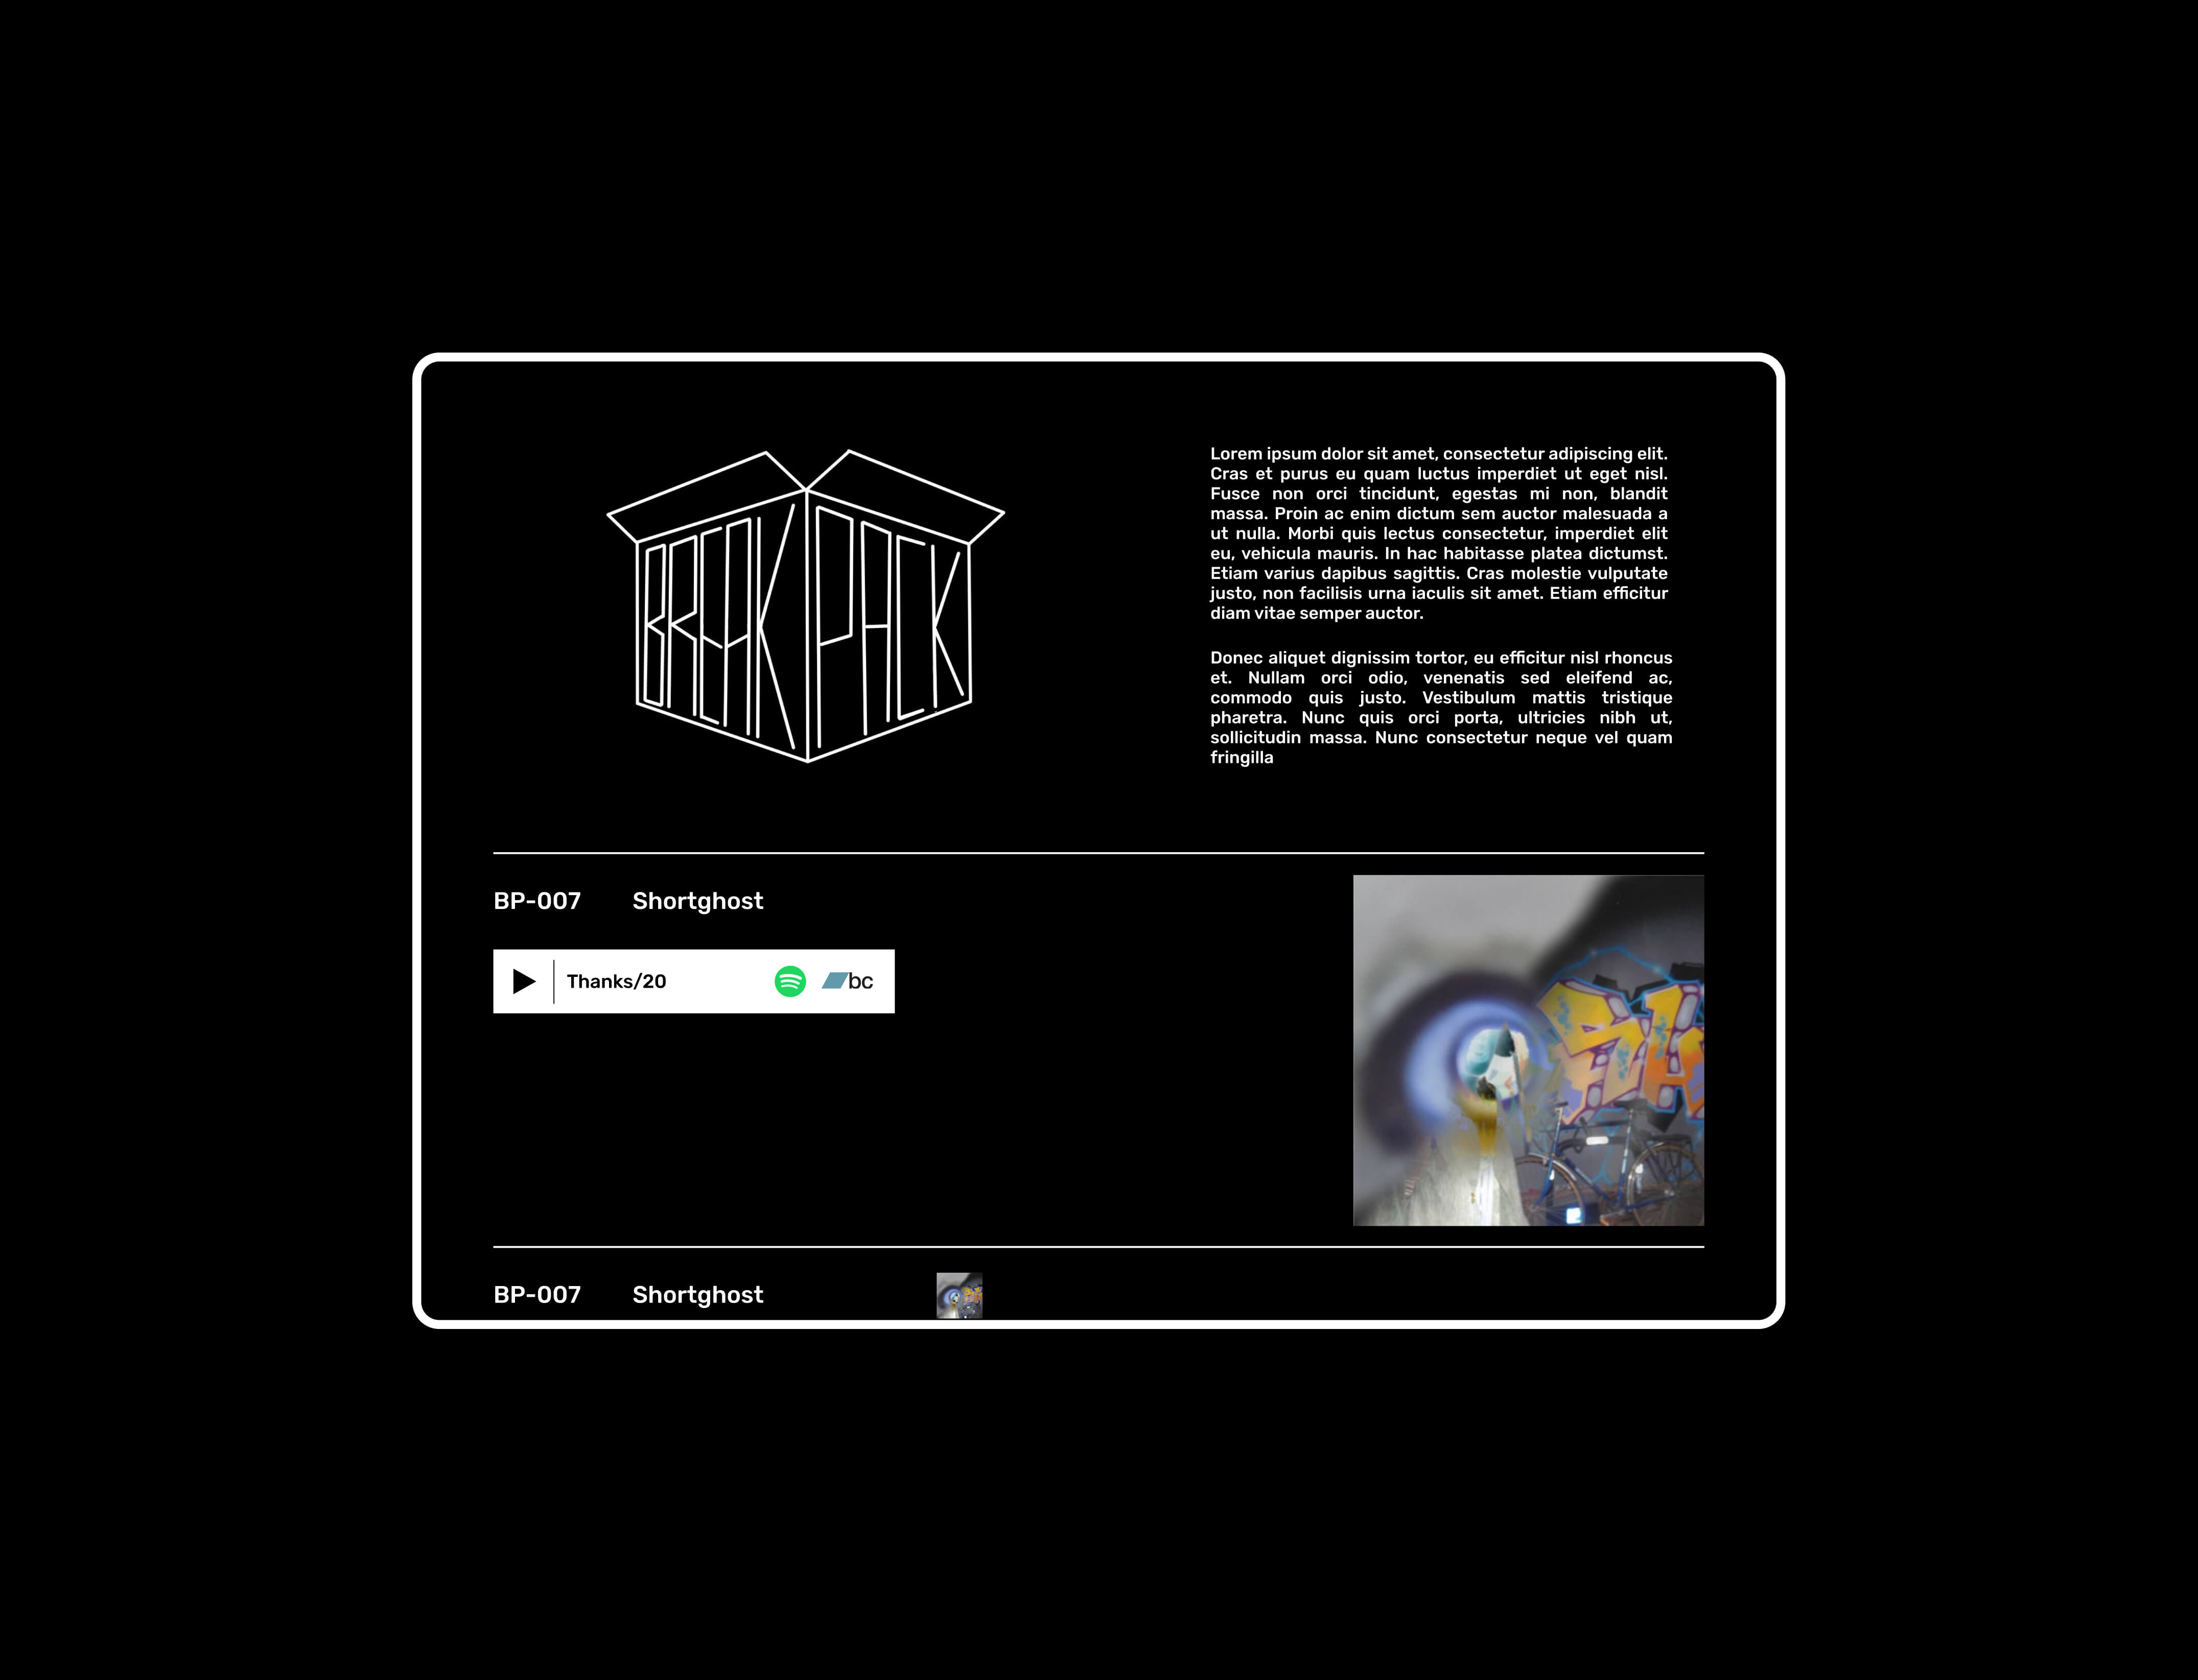 BREAK PACK
Lorem ipsum dolor sit amet, consectetur adipiscing elit.
Cras et purus eu quam luctus imperdiet ut eget nisl.
Fusce non orci tincidunt, egestas mi non, blandit
massa. Proin ac enim dictum sem auctor malesuada a
ut nulla. Morbi quis lectus consectetur, imperdiet elit
eu, vehicula mauris. In hac habitasse platea dictumst.
Etiam varius dapibus sagittis. Cras molestie vulputate
justo, non facilisis urna iaculis sit amet. Etiam efficitur
diam vitae semper auctor.
Donec aliquet dignissim tortor, eu efficitur nisl rhoncus
et. Nullam orci odio, venenatis sed eleifend ac,
commodo quis justo. Vestibulum mattis tristique
pharetra. Nunc quis orci porta, ultricies nibh ut,
sollicitudin massa. Nunc consectetur neque vel quam
fringilla
BP-007 Shortghost
Thanks/20 bc
BP-007 Shortghost